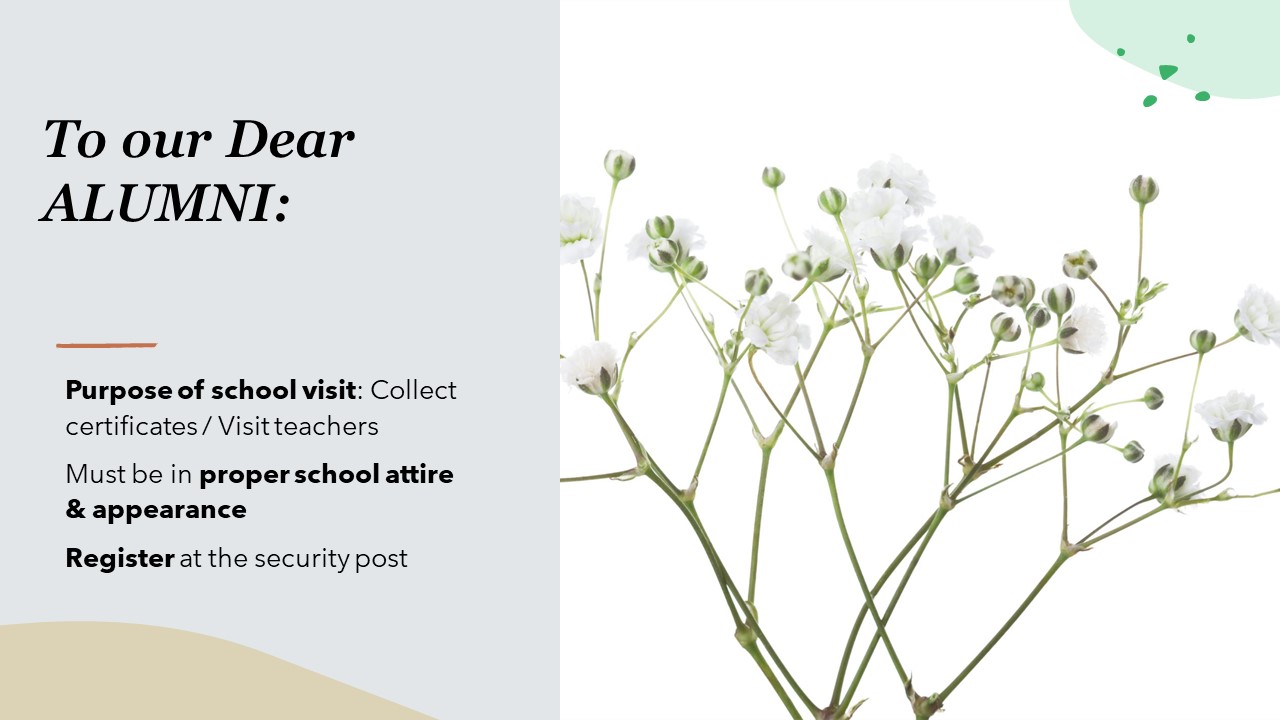 To our Dear
ALUMNI:
Purpose of school visit: Collect
certificates / Visit teachers
Must be in proper school attire
& appearance
Register at the security post